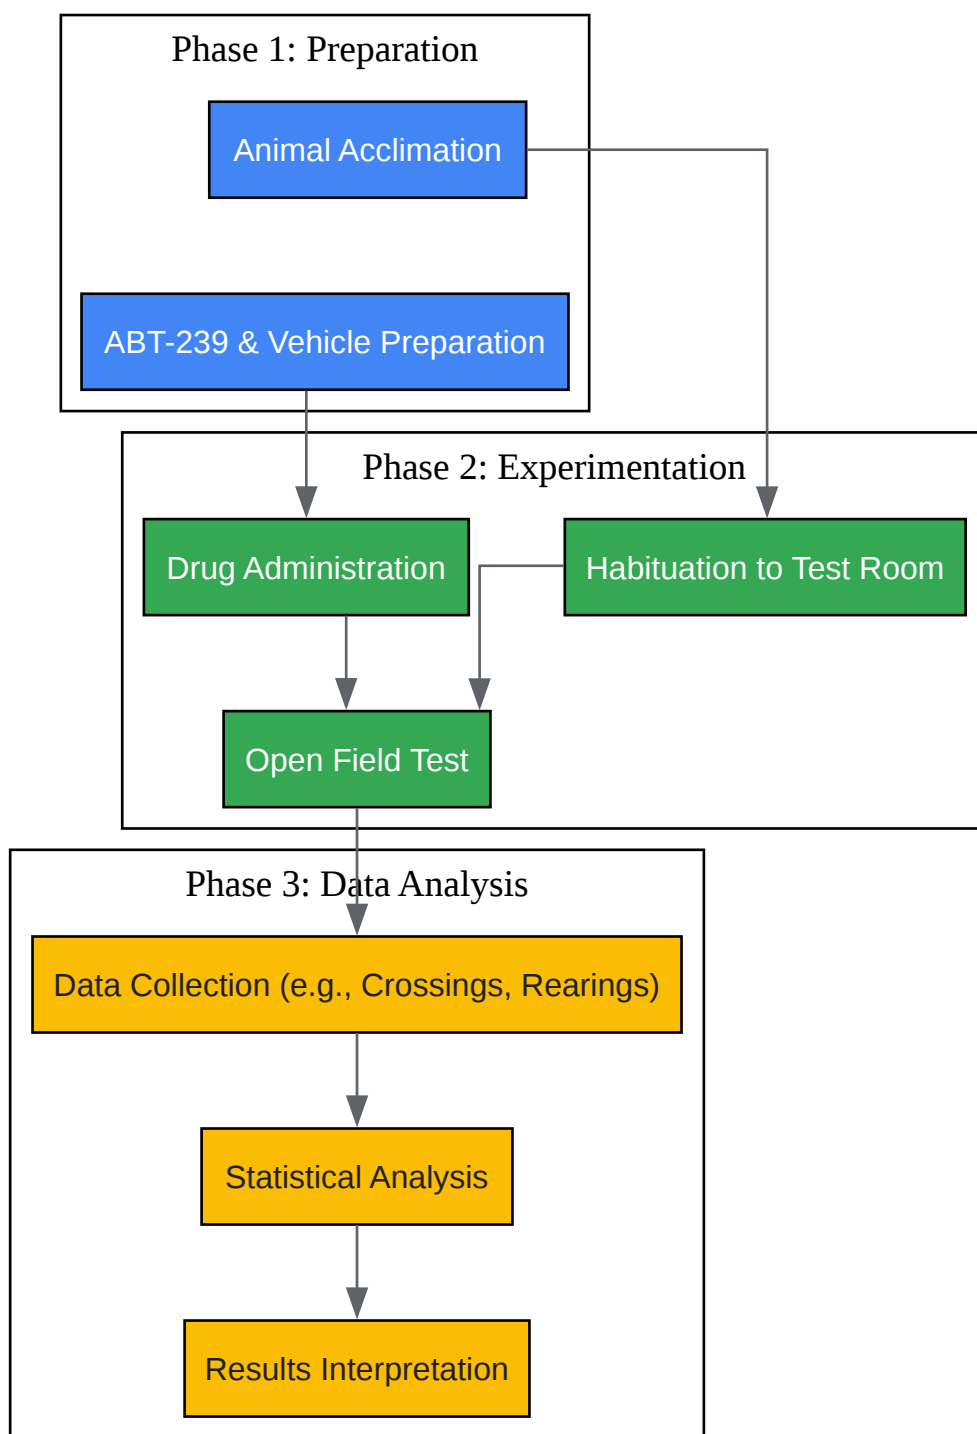 Phase 1: Preparation
Animal Acclimation
ABT-239 & Vehicle Preparation
Phase 2: Experimentation
Drug Administration
Habituation to Test Room
Open Field Test
Phase 3: Data Analysis
Data Collection (e.g., Crossings, Rearings)
Statistical Analysis
Results Interpretation